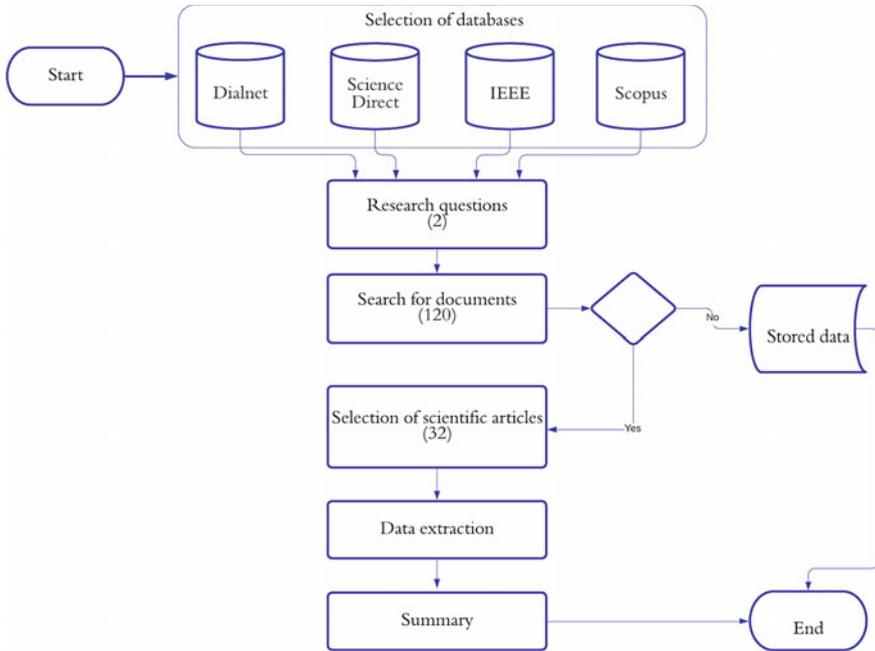 Selection of databases
Start
Dialnet
Science
Direct
IEEE
Scopus
Research questions
(2)
Search for documents
(120)
No
Stored data
Selection of scientific articles
(32)
Yes
Data extraction
Summary
End